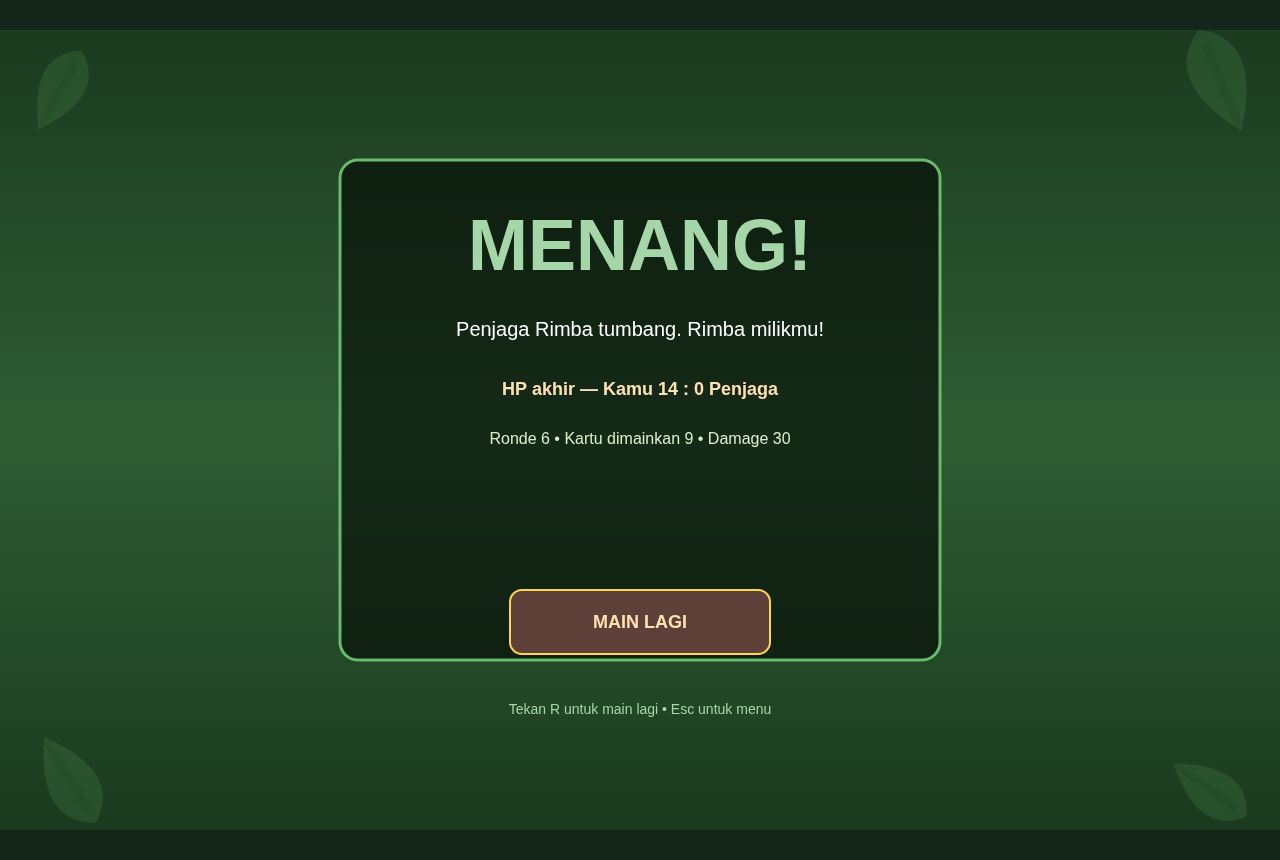 MENANG!
Penjaga Rimba tumbang. Rimba milikmu!
HP akhir — Kamu 14 : 0 Penjaga
Ronde 6 • Kartu dimainkan 9 • Damage 30
MAIN LAGI
Tekan R untuk main lagi • Esc untuk menu